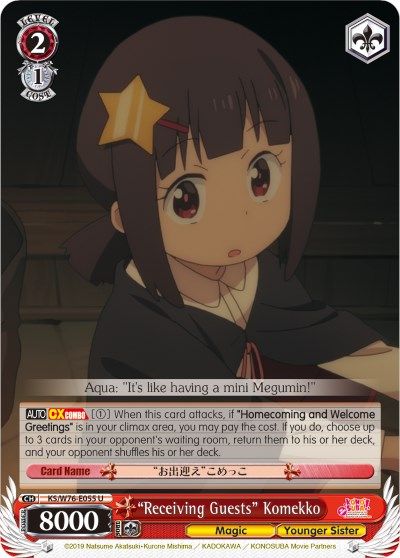 LEVEL
2
1
COST
Aqua: "It's like having a mini Megumin!"
AUTO CX COMBO [①] When this card attacks, if "Homecoming and Welcome
Greetings" is in your climax area, you may pay the cost. If you do, choose up
to 3 cards in your opponent's waiting room, return them to his or her deck,
and your opponent shuffles his or her deck.
Card Name
"お出迎え"こめっこ
CH KS/W76-E055 U
"Receiving Guests" Komekko
POWER 8000
Magic Younger Sister
©2019 Natsume Akatsuki・Kurone Mishima / KADOKAWA / KONOSUBA Movie Partners